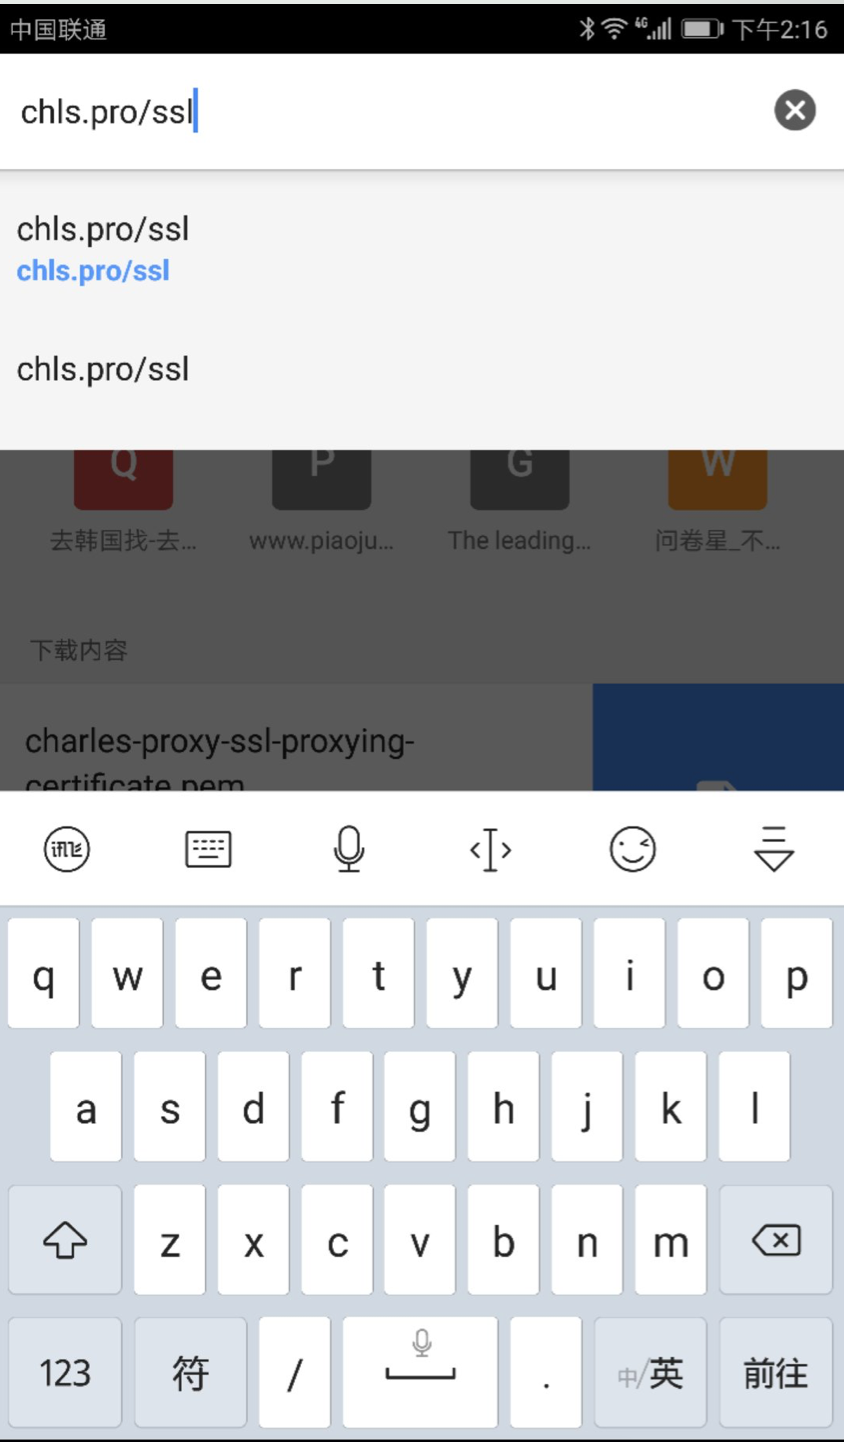 中国联通 4G 下午2:16
chls.pro/ssl
chls.pro/ssl
chls.pro/ssl
chls.pro/ssl
Q P G W
去韩国找-去... www.piaoju... The leading... 问卷星_不...
下载内容
charles-proxy-ssl-proxying-
certificate.pem
讯飞
q w e r t y u i o p
a s d f g h j k l
z x c v b n m
123 符 / . 中/英 前往